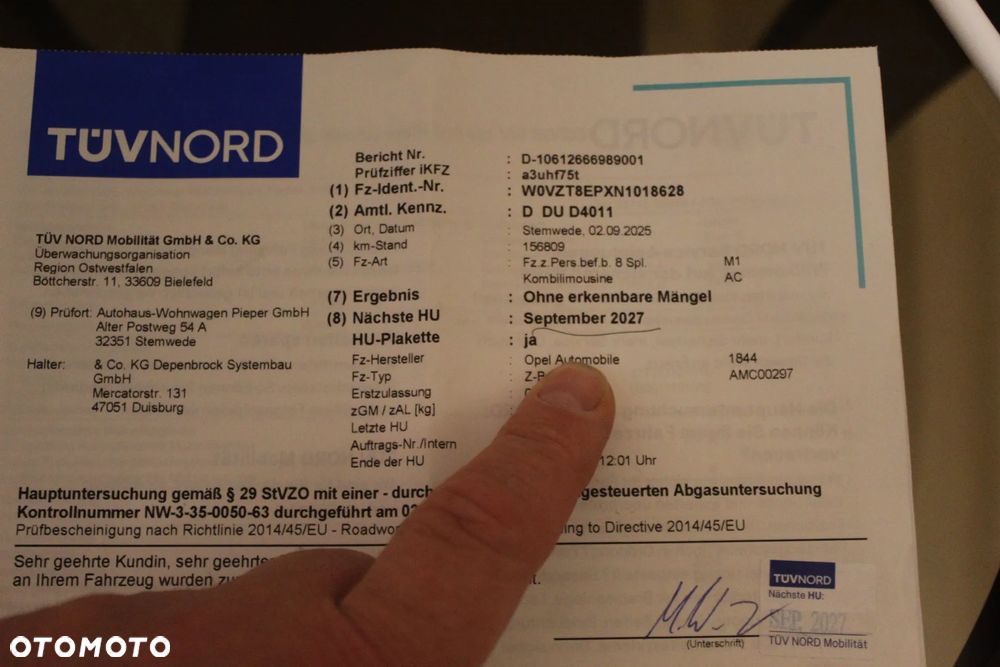 TÜVNORD
Bericht Nr. : D-10612666989001
Prüfziffer iKFZ : a3uhf75t
(1) Fz-Ident.-Nr. : W0VZT8EPXN1018628
(2) Amtl. Kennz. : D DU D4011
(3) Ort, Datum : Stemwede, 02.09.2025
(4) km-Stand : 156809
(5) Fz-Art : Fz.z.Pers.bef.b. 8 Spl. M1
Kombilimousine AC
(7) Ergebnis : Ohne erkennbare Mängel
(8) Nächste HU : September 2027
HU-Plakette : ja
Fz-Hersteller : Opel Automobile 1844
Fz-Typ : AMC00297
Erstzulassung :
zGM / zAL [kg] :
Letzte HU
Auftrags-Nr./Intern
Ende der HU 12:01 Uhr
TÜV NORD Mobilität GmbH & Co. KG
Überwachungsorganisation
Region Ostwestfalen
Böttcherstr. 11, 33609 Bielefeld
(9) Prüfort: Autohaus-Wohnwagen Pieper GmbH
Alter Postweg 54 A
32351 Stemwede
Halter: & Co. KG Depenbrock Systembau
GmbH
Mercatorstr. 131
47051 Duisburg
Hauptuntersuchung gemäß § 29 StVZO mit einer - durch gesteuerten Abgasuntersuchung
Kontrollnummer NW-3-35-0050-63 durchgeführt am
Prüfbescheinigung nach Richtlinie 2014/45/EU - to Directive 2014/45/EU
Sehr geehrte Kundin, sehr geehrte
an Ihrem Fahrzeug wurden
TÜVNORD
Nächste HU:
SEP. 2027
(Unterschrift) TÜV NORD Mobilität
OTOMOTO